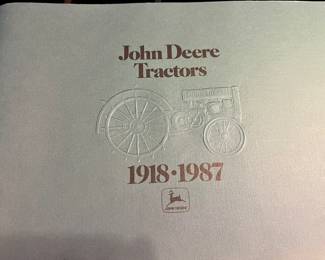 John Deere
Tractors
1918·1987
JOHN DEERE